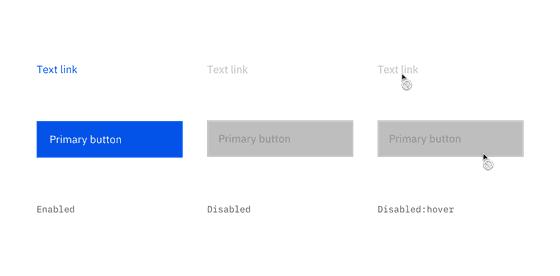 Text link Text link Text link
Primary button Primary button Primary button
Enabled Disabled Disabled:hover